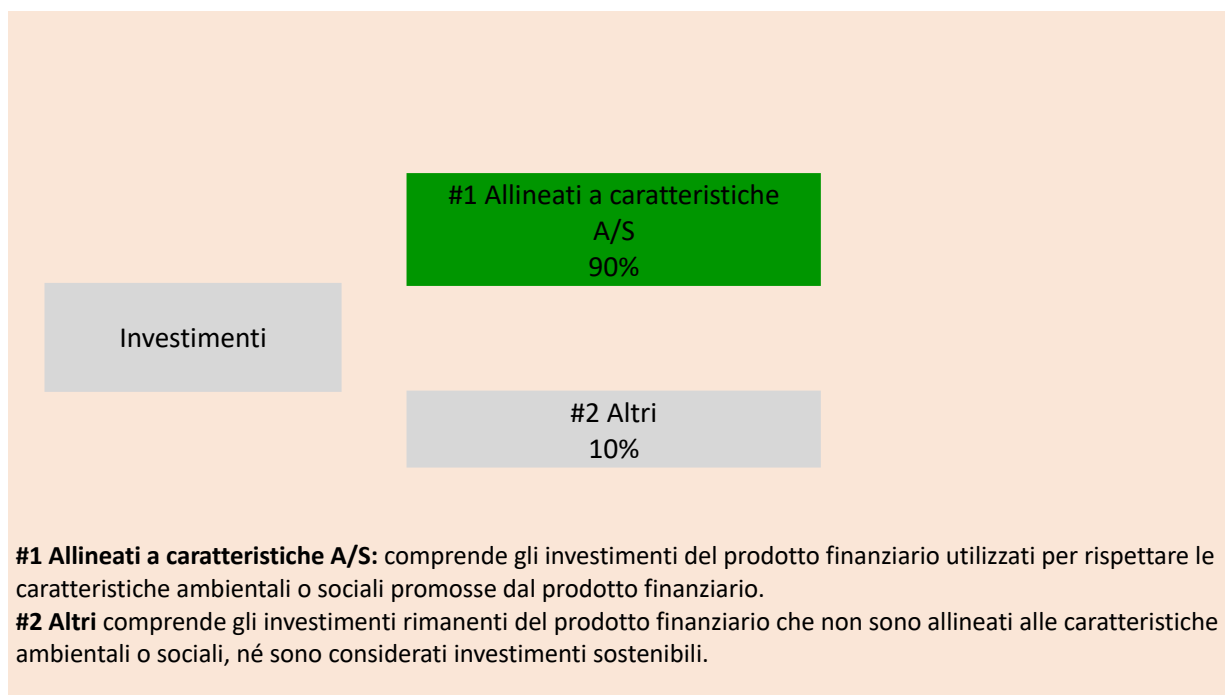 #1 Allineati a caratteristiche
A/S
90%
Investimenti
#2 Altri
10%
#1 Allineati a caratteristiche A/S: comprende gli investimenti del prodotto finanziario utilizzati per rispettare le
caratteristiche ambientali o sociali promosse dal prodotto finanziario.
#2 Altri comprende gli investimenti rimanenti del prodotto finanziario che non sono allineati alle caratteristiche
ambientali o sociali, né sono considerati investimenti sostenibili.